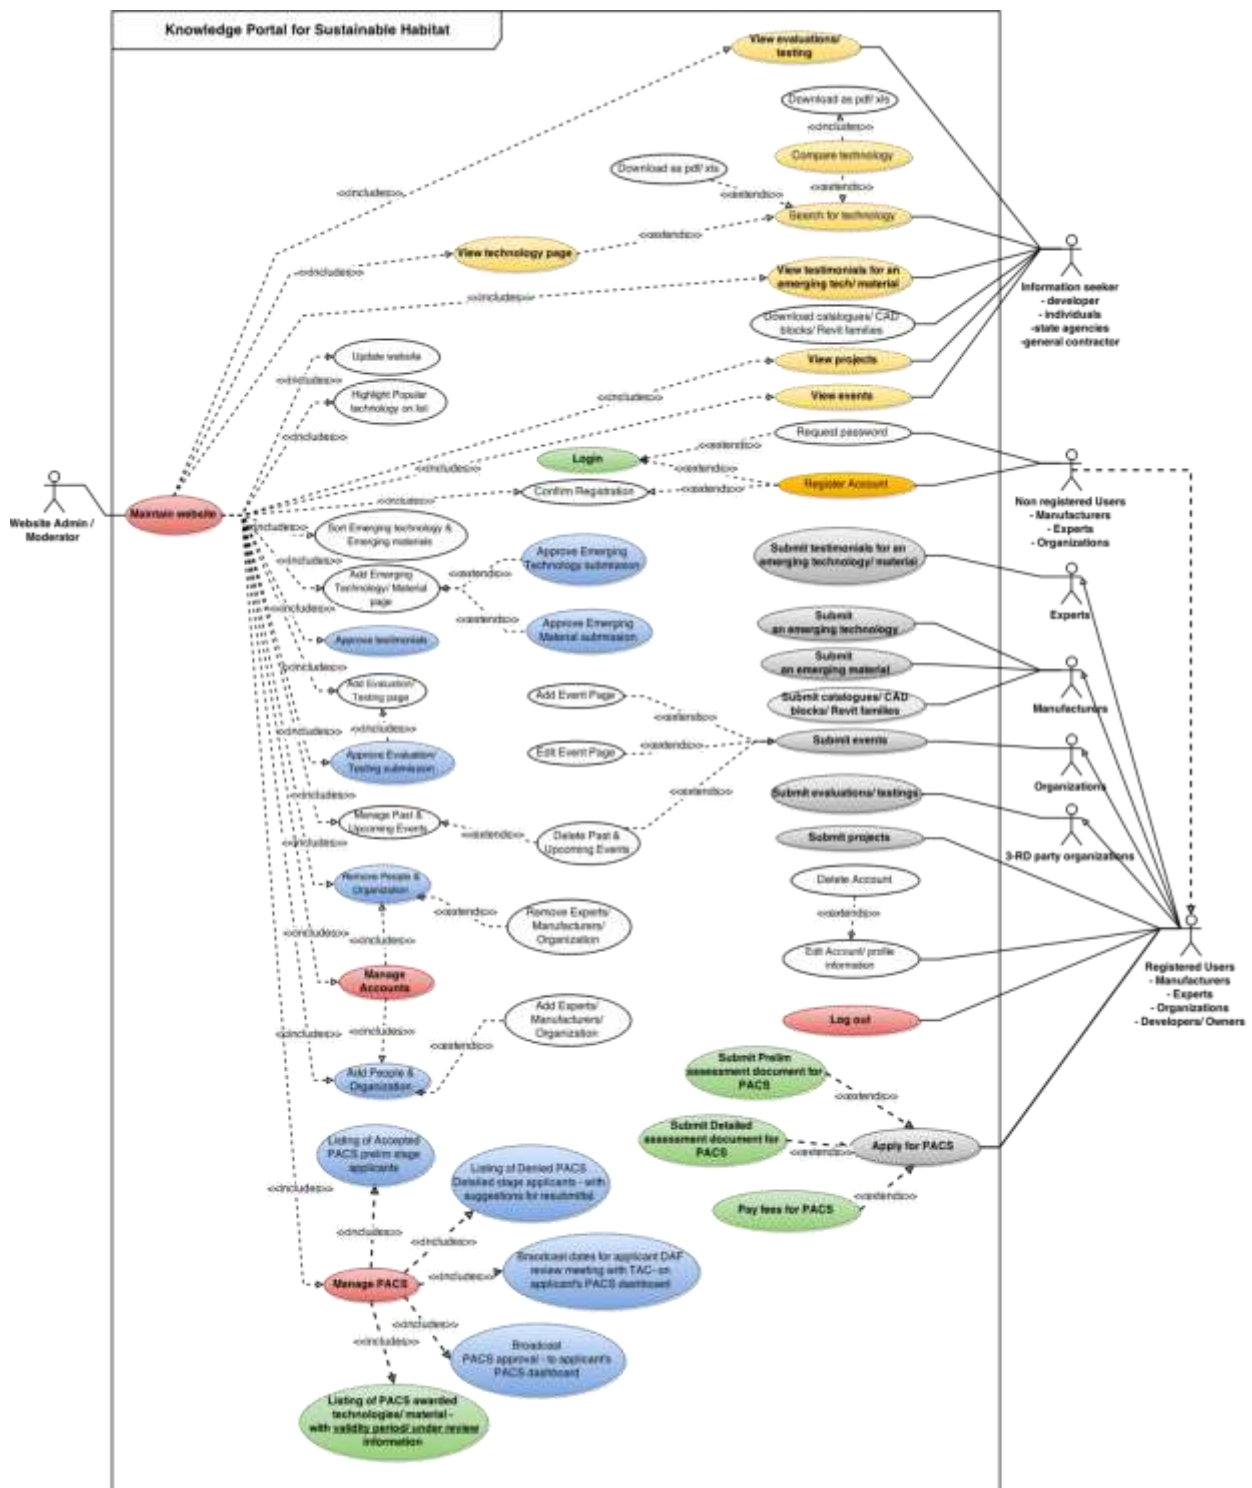 Knowledge Portal for Sustainable Habitat
View evaluations/
testing
Download as pdf/ xls
<<includes>>
Compare technology
Download as pdf/ xls
<<extends>>
<<includes>>
<<extends>>
Search for technology
<<extends>>
View technology page
<<includes>>
View testimonials for an
emerging tech/ material
<<includes>>
Information seeker
- developer
- individuals
-state agencies
-general contractor
Download catalogues/ CAD
blocks/ Revit families
Update website
View projects
<<includes>>
Highlight Popular
technology on list
View events
<<includes>>
<<includes>>
Request password
<<extends>>
Login
<<includes>>
<<extends>>
Register Account
Confirm Registration
<<extends>>
<<includes>>
Non registered Users
- Manufacturers
- Experts
- Organizations
Website Admin /
Moderator
Maintain website
<<includes>>
Sort Emerging technology &
Emerging materials
Approve Emerging
Technology submission
Submit testimonials for an
emerging technology/ material
<<includes>>
Add Emerging
Technology/ Material
page
<<extends>>
Experts
<<includes>>
<<extends>>
Approve Emerging
Material submission
Submit
an emerging technology
Approve testimonials
<<includes>>
Submit
an emerging material
Add Evaluation/
Testing page
Add Event Page
Submit catalogues/ CAD
blocks/ Revit families
Manufacturers
<<extends>>
<<includes>>
<<includes>>
Approve Evaluation/
Testing submission
Edit Event Page
<<extends>>
Submit events
Organizations
<<includes>>
<<extends>>
Submit evaluations/ testings
Manage Past &
Upcoming Events
<<extends>>
Delete Past &
Upcoming Events
Submit projects
3-RD party organizations
<<includes>>
Remove People &
Organization
Delete Account
<<extends>>
Remove Experts/
Manufacturers/
Organization
<<extends>>
<<includes>>
<<includes>>
Edit Account/ profile
information
Manage
Accounts
<<includes>>
Registered Users
- Manufacturers
- Experts
- Organizations
- Developers/ Owners
Add Experts/
Manufacturers/
Organization
Log out
<<includes>>
<<includes>>
<<extends>>
Add People &
Organization
Submit Prelim
assessment document for
PACS
<<extends>>
Submit Detailed
assessment document for
PACS
<<extends>>
Apply for PACS
Listing of Accepted
PACS prelim stage
applicants
Listing of Denied PACS
Detailed stage applicants - with
suggestions for resubmittal
<<includes>>
Pay fees for PACS
<<extends>>
<<includes>>
<<includes>>
Manage PACS
<<includes>>
Broadcast dates for applicant DAF
review meeting with TAC- on
applicant's PACS dashboard
<<includes>>
<<includes>>
Broadcast
PACS approval - to applicant's
PACS dashboard
Listing of PACS awarded
technologies/ material -
with validity period/ under review
information